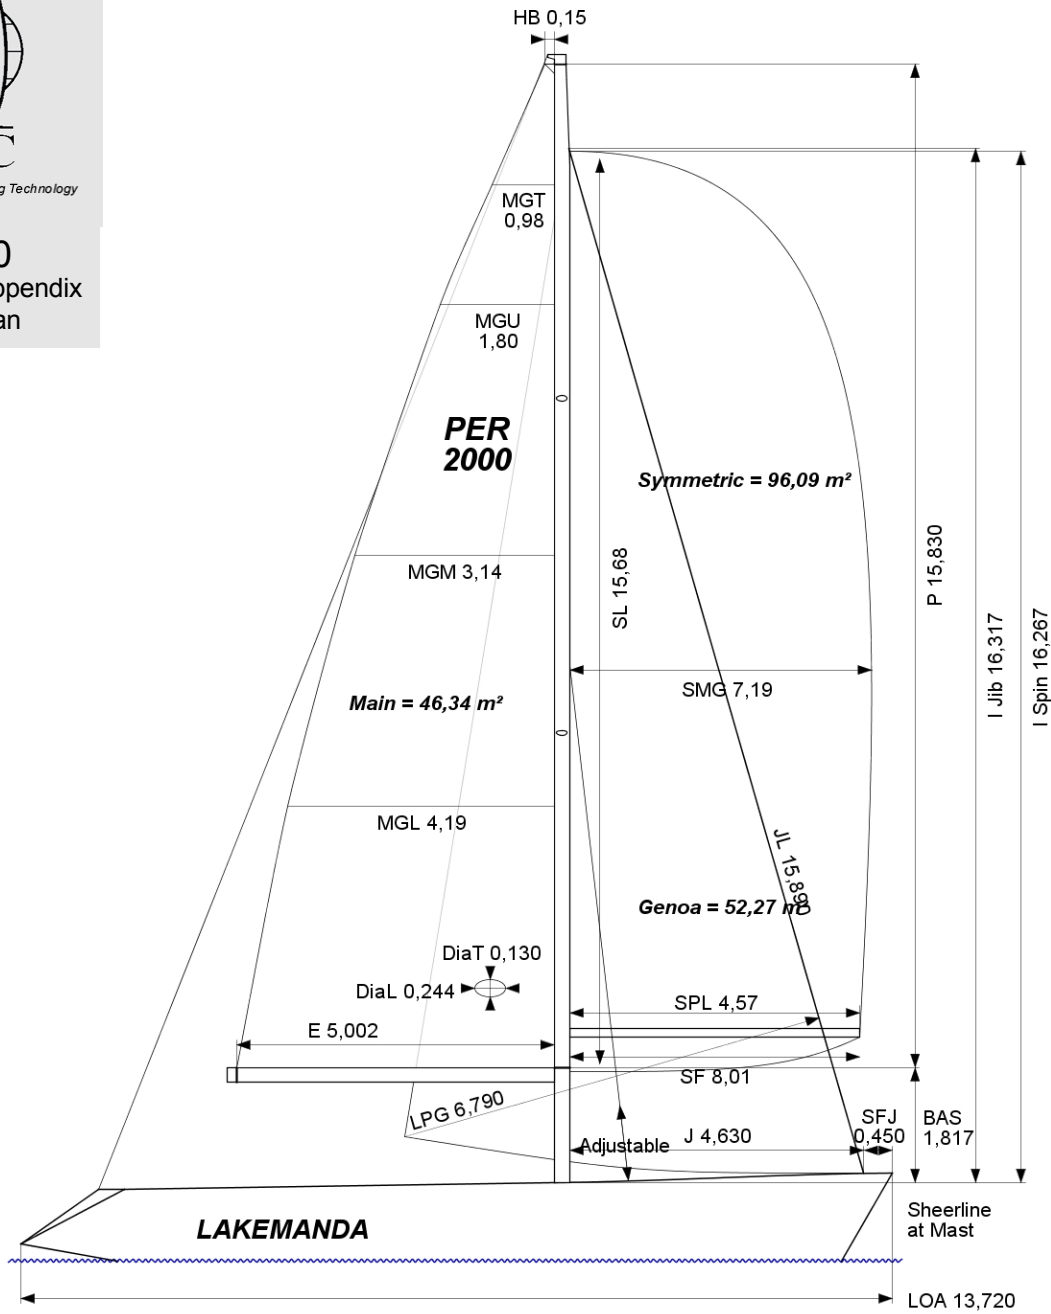 HB 0,15
g Technology
0
ppendix
an
MGT
0,98
MGU
1,80
PER
2000
Symmetric = 96,09 m²
P 15,830
SL 15,68
MGM 3,14
I Jib 16,317
I Spin 16,267
SMG 7,19
Main = 46,34 m²
MGL 4,19
JL 15,890
Genoa = 52,27 m²
DiaT 0,130
DiaL 0,244
SPL 4,57
E 5,002
SF 8,01
LPG 6,790
SFJ
0,450
BAS
1,817
J 4,630
Adjustable
Sheerline
at Mast
LAKEMANDA
LOA 13,720